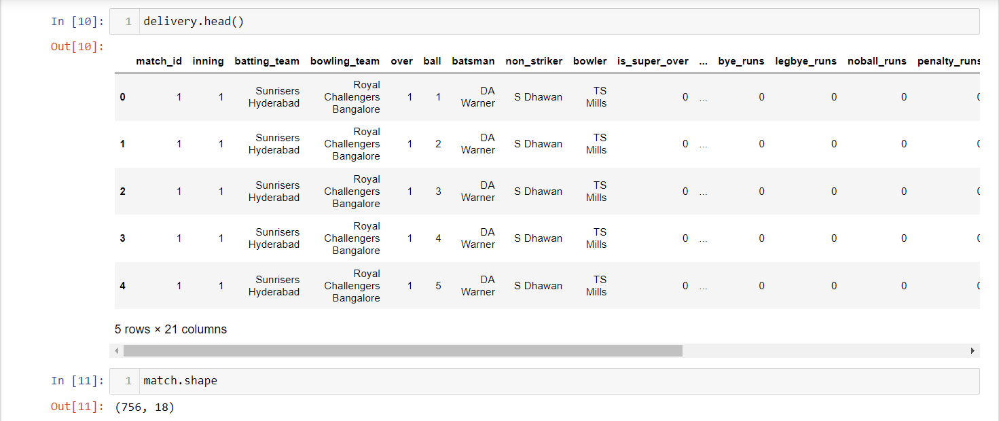 In [10]: 1 delivery.head()
Out[10]:
match_id inning batting_team bowling_team over ball batsman non_striker bowler is_super_over ... bye_runs legbye_runs noball_runs penalty_runs
0 1 1 Sunrisers Hyderabad Royal Challengers Bangalore 1 1 DA Warner S Dhawan TS Mills 0 ... 0 0 0 0
1 1 1 Sunrisers Hyderabad Royal Challengers Bangalore 1 2 DA Warner S Dhawan TS Mills 0 ... 0 0 0 0
2 1 1 Sunrisers Hyderabad Royal Challengers Bangalore 1 3 DA Warner S Dhawan TS Mills 0 ... 0 0 0 0
3 1 1 Sunrisers Hyderabad Royal Challengers Bangalore 1 4 DA Warner S Dhawan TS Mills 0 ... 0 0 0 0
4 1 1 Sunrisers Hyderabad Royal Challengers Bangalore 1 5 DA Warner S Dhawan TS Mills 0 ... 0 0 0 0
5 rows × 21 columns
In [11]: 1 match.shape
Out[11]: (756, 18)